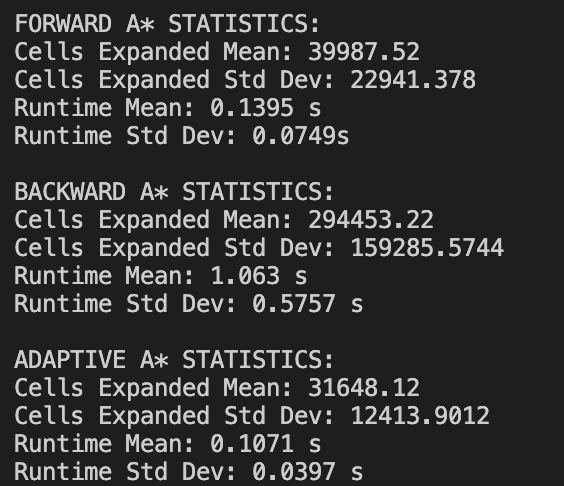 FORWARD A* STATISTICS:
Cells Expanded Mean: 39987.52
Cells Expanded Std Dev: 22941.378
Runtime Mean: 0.1395 s
Runtime Std Dev: 0.0749s
BACKWARD A* STATISTICS:
Cells Expanded Mean: 294453.22
Cells Expanded Std Dev: 159285.5744
Runtime Mean: 1.063 s
Runtime Std Dev: 0.5757 s
ADAPTIVE A* STATISTICS:
Cells Expanded Mean: 31648.12
Cells Expanded Std Dev: 12413.9012
Runtime Mean: 0.1071 s
Runtime Std Dev: 0.0397 s